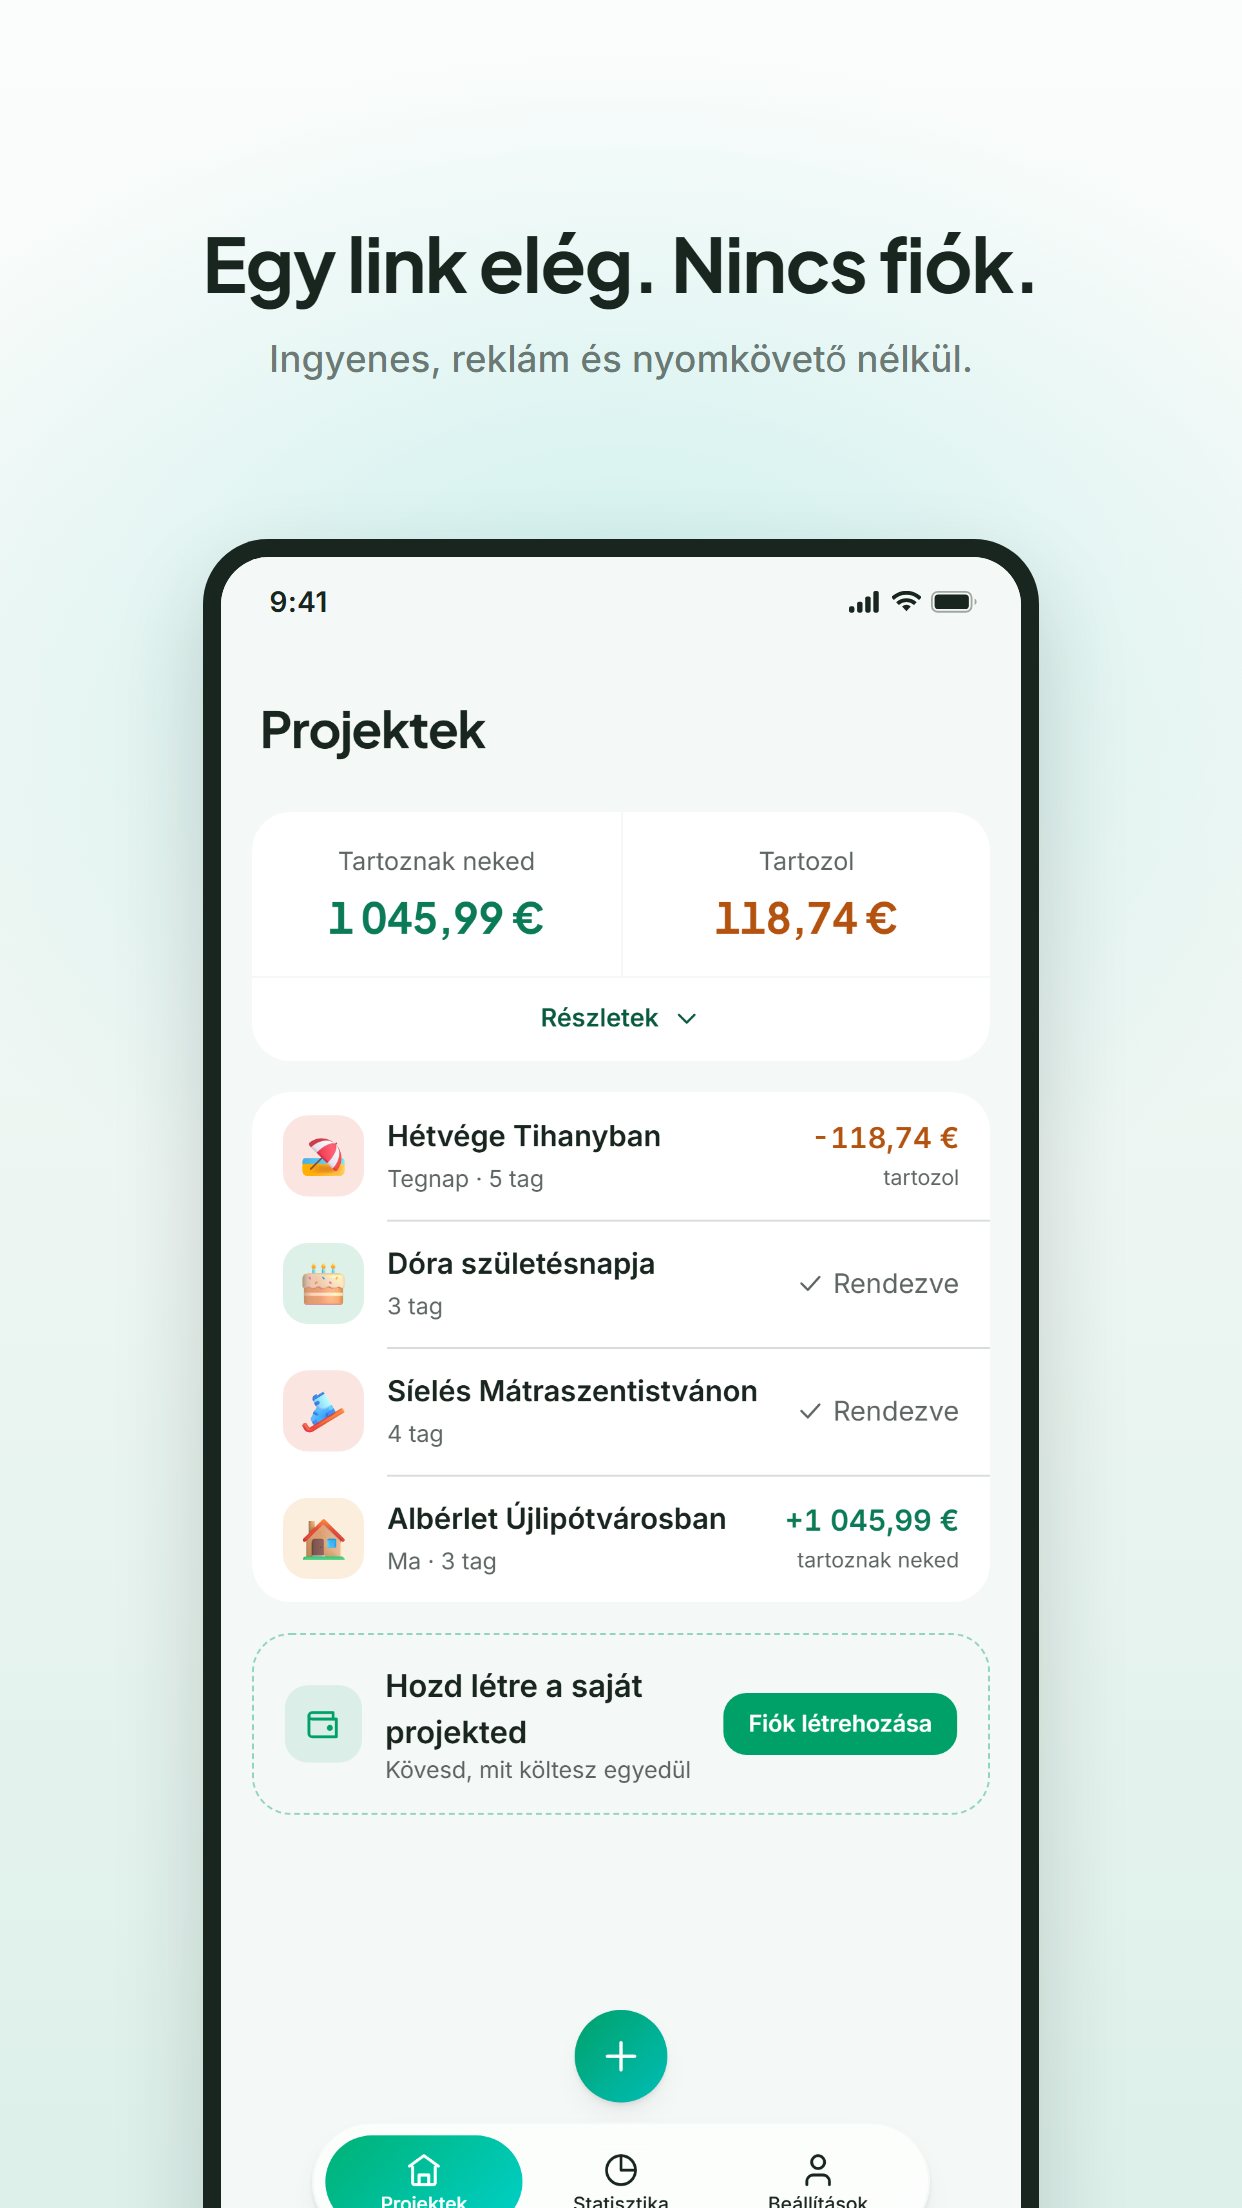 Egy link elég. Nincs fiók.
Ingyenes, reklám és nyomkövető nélkül.
9:41
Projektek
Tartoznak neked
1 045,99 €
Tartozol
118,74 €
Részletek
Hétvége Tihanyban
-118,74 €
Tegnap · 5 tag
tartozol
Dóra születésnapja
3 tag
Rendezve
Síelés Mátraszentistvánon
4 tag
Rendezve
Albérlet Újlipótvárosban
+1 045,99 €
Ma · 3 tag
tartoznak neked
Hozd létre a saját
projekted
Kövesd, mit költesz egyedül
Fiók létrehozása
Projektek
Statisztika
Beállítások